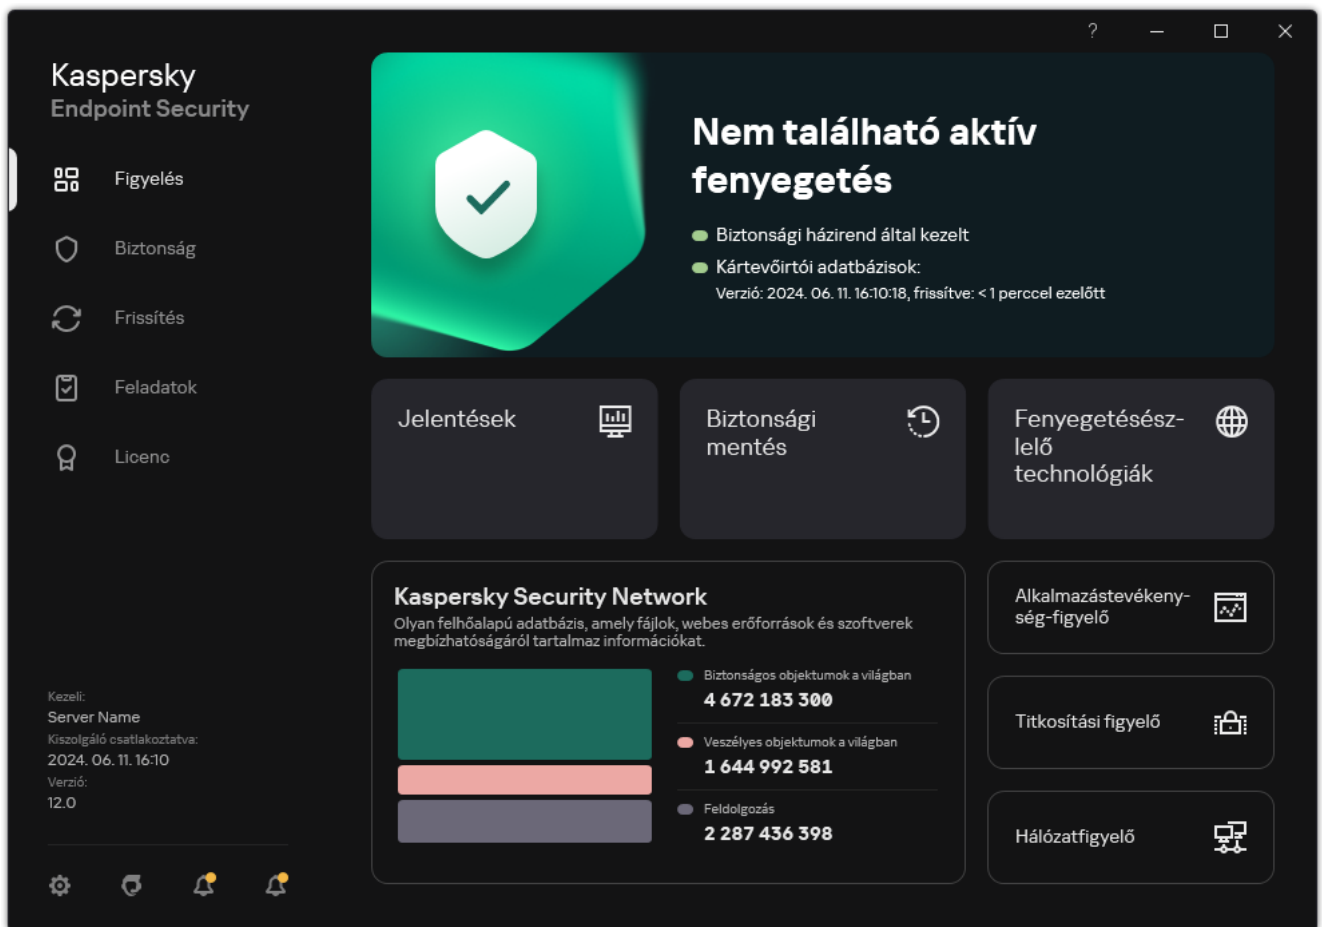 ?
Kaspersky
Endpoint Security
Figyelés
Biztonság
Frissítés
Feladatok
Licenc
Kezeli:
Server Name
Kiszolgáló csatlakoztatva:
2024. 06. 11. 16:10
Verzió:
12.0
Nem található aktív
fenyegetés
Biztonsági házirend által kezelt
Kártevőirtói adatbázisok:
Verzió: 2024. 06. 11. 16:10:18, frissítve: < 1 perccel ezelőtt
Jelentések
Biztonsági
mentés
Fenyegetésész-
lelő
technológiák
Kaspersky Security Network
Olyan felhőalapú adatbázis, amely fájlok, webes erőforrások és szoftverek
megbízhatóságáról tartalmaz információkat.
Biztonságos objektumok a világban
4 672 183 300
Veszélyes objektumok a világban
1 644 992 581
Feldolgozás
2 287 436 398
Alkalmazástevékeny-
ség-figyelő
Titkosítási figyelő
Hálózatfigyelő